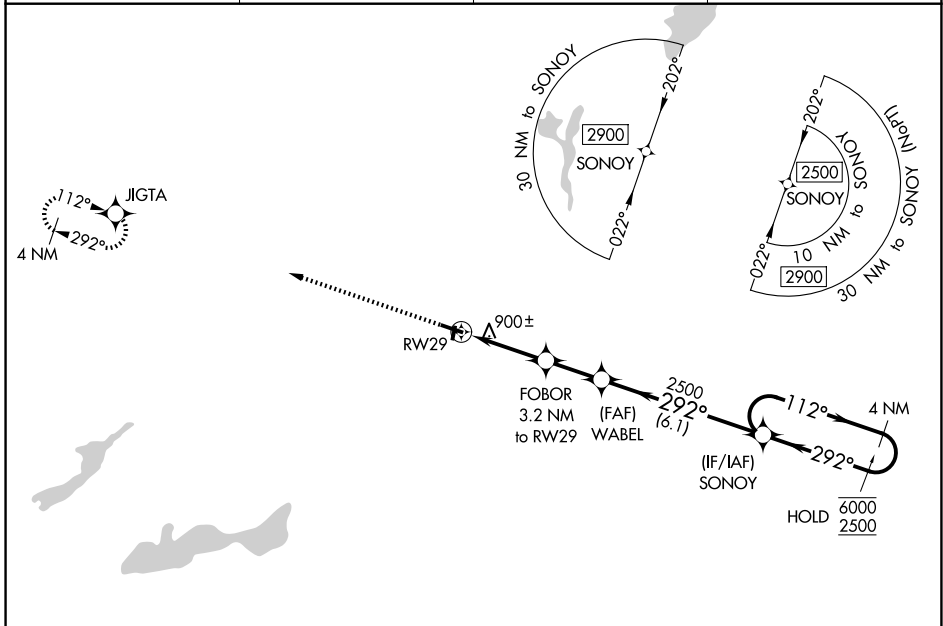 30 NM to SONOY
202°
2900
SONOY
022°
202°
2500
SONOY
022°
10 NM to SONOY
2900
30 NM to SONOY (NoPT)
JIGTA
112°
292°
4 NM
RW29
900±
FOBOR
3.2 NM
to RW29
(FAF)
WABEL
2500
292°
(6.1)
(IF/IAF)
SONOY
112°
4 NM
292°
HOLD
6000
2500